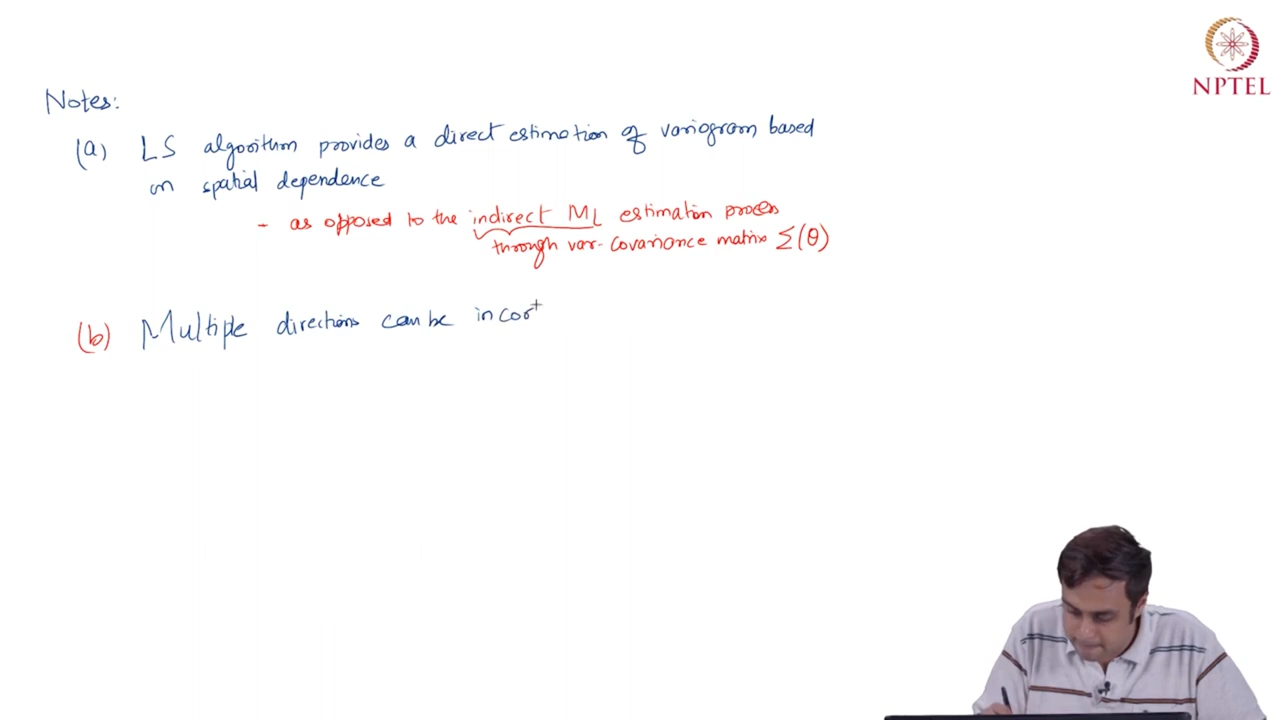 NPTEL
Notes:
(a) LS algorithm provides a direct estimation of variogram based
on spatial dependence
- as opposed to the indirect ML estimation process
through var-covariance matrix Σ(θ)
(b) Multiple directions can be incor